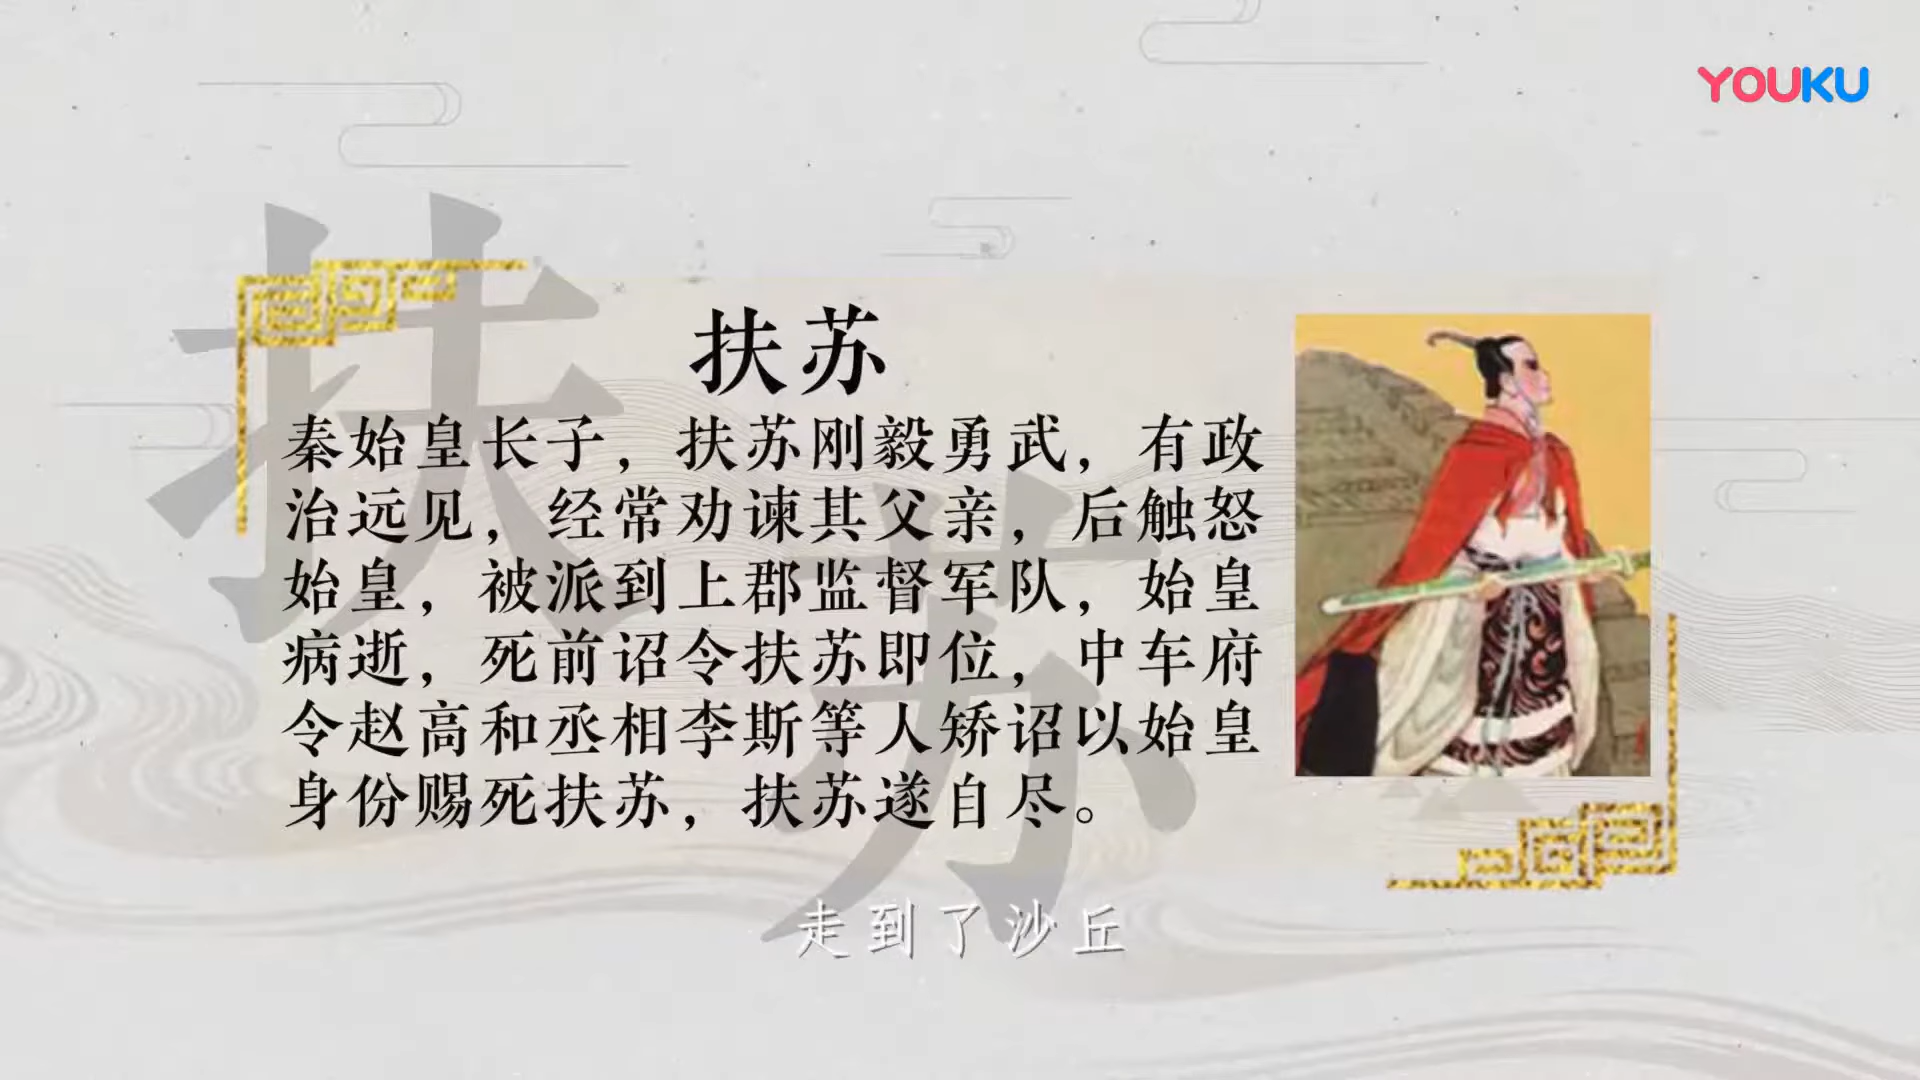 YOUKU
扶苏
扶苏
秦始皇长子，扶苏刚毅勇武，有政
治远见，经常劝谏其父亲，后触怒
始皇，被派到上郡监督军队，始皇
病逝，死前诏令扶苏即位，中车府
令赵高和丞相李斯等人矫诏以始皇
身份赐死扶苏，扶苏遂自尽。
走到了沙丘